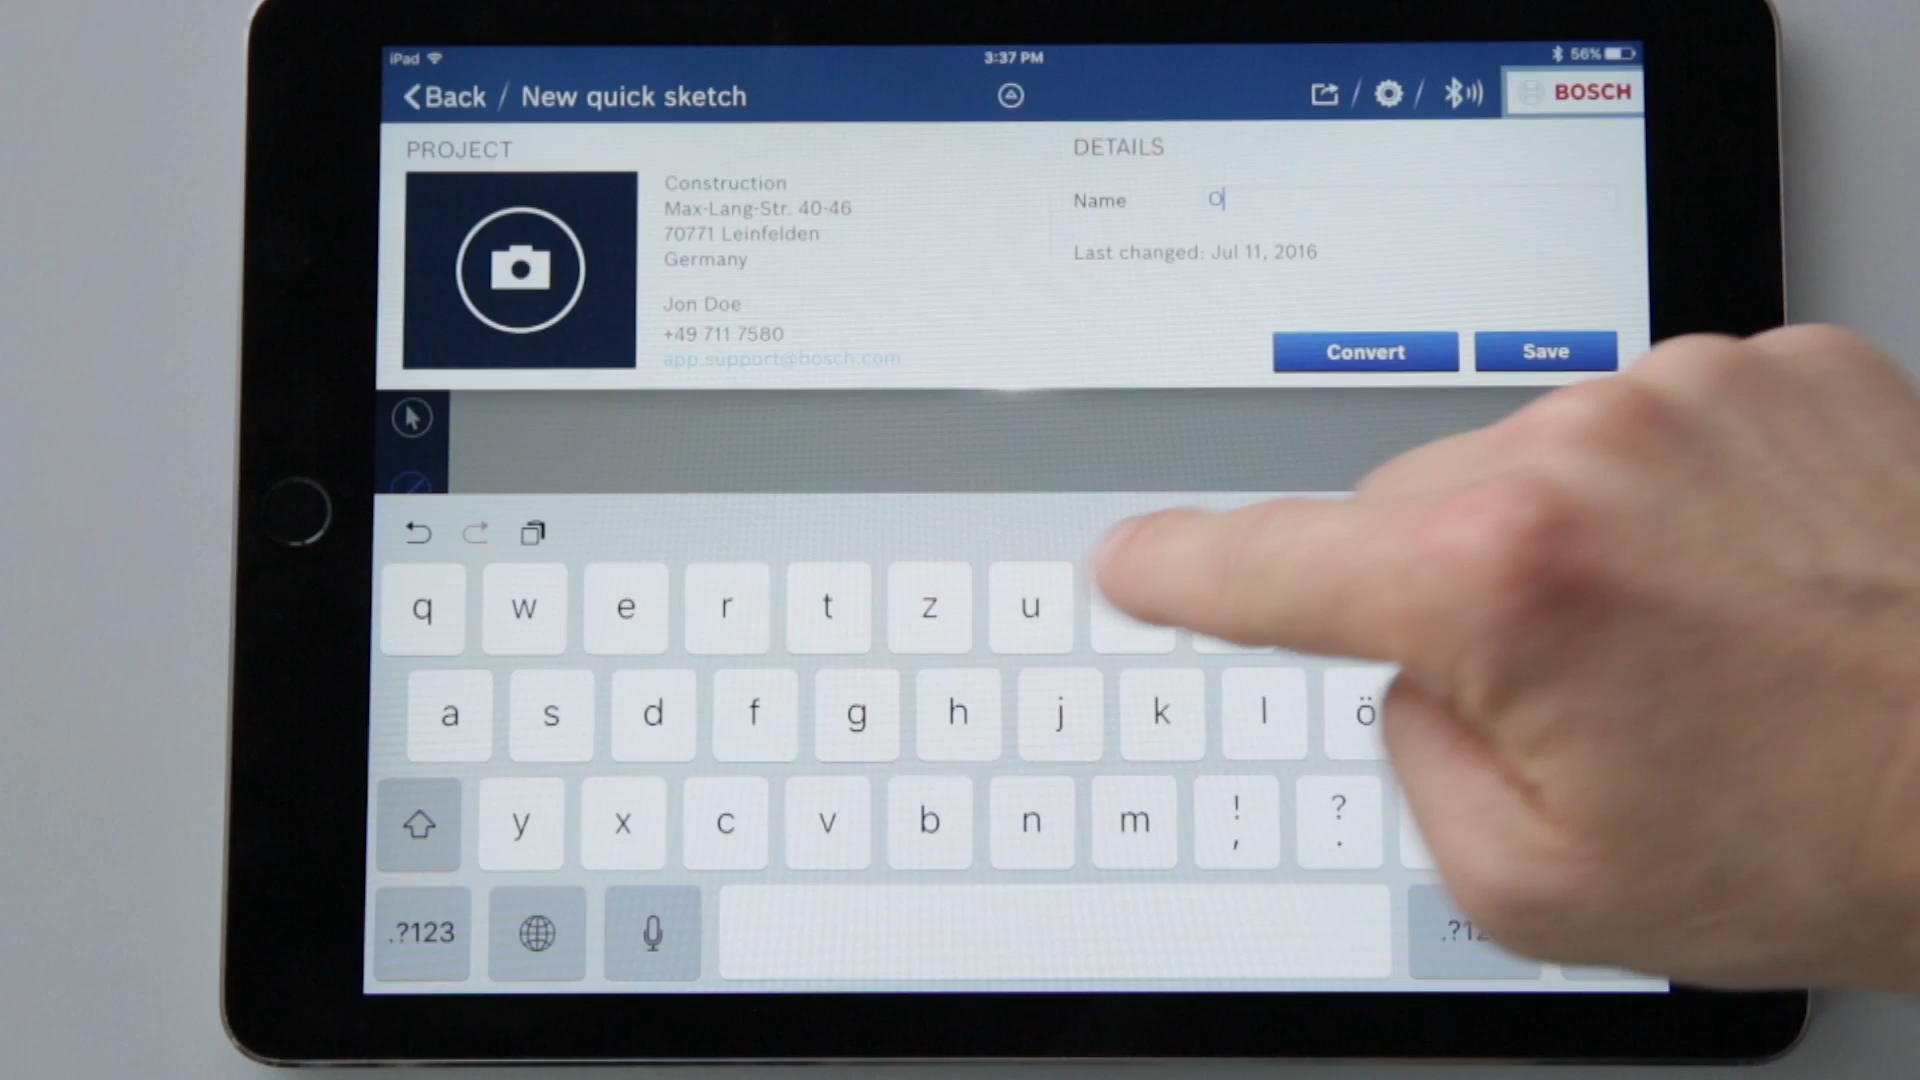 iPad 3:37 PM 56%
Back / New quick sketch / / BOSCH
PROJECT
Construction
Max-Lang-Str. 40-46
70771 Leinfelden
Germany
Jon Doe
+49 711 7580
app.support@bosch.com
DETAILS
Name O
Last changed: Jul 11, 2016
Convert Save
q w e r t z u
a s d f g h j k l ö
y x c v b n m ! , ? .
.?123 .?12